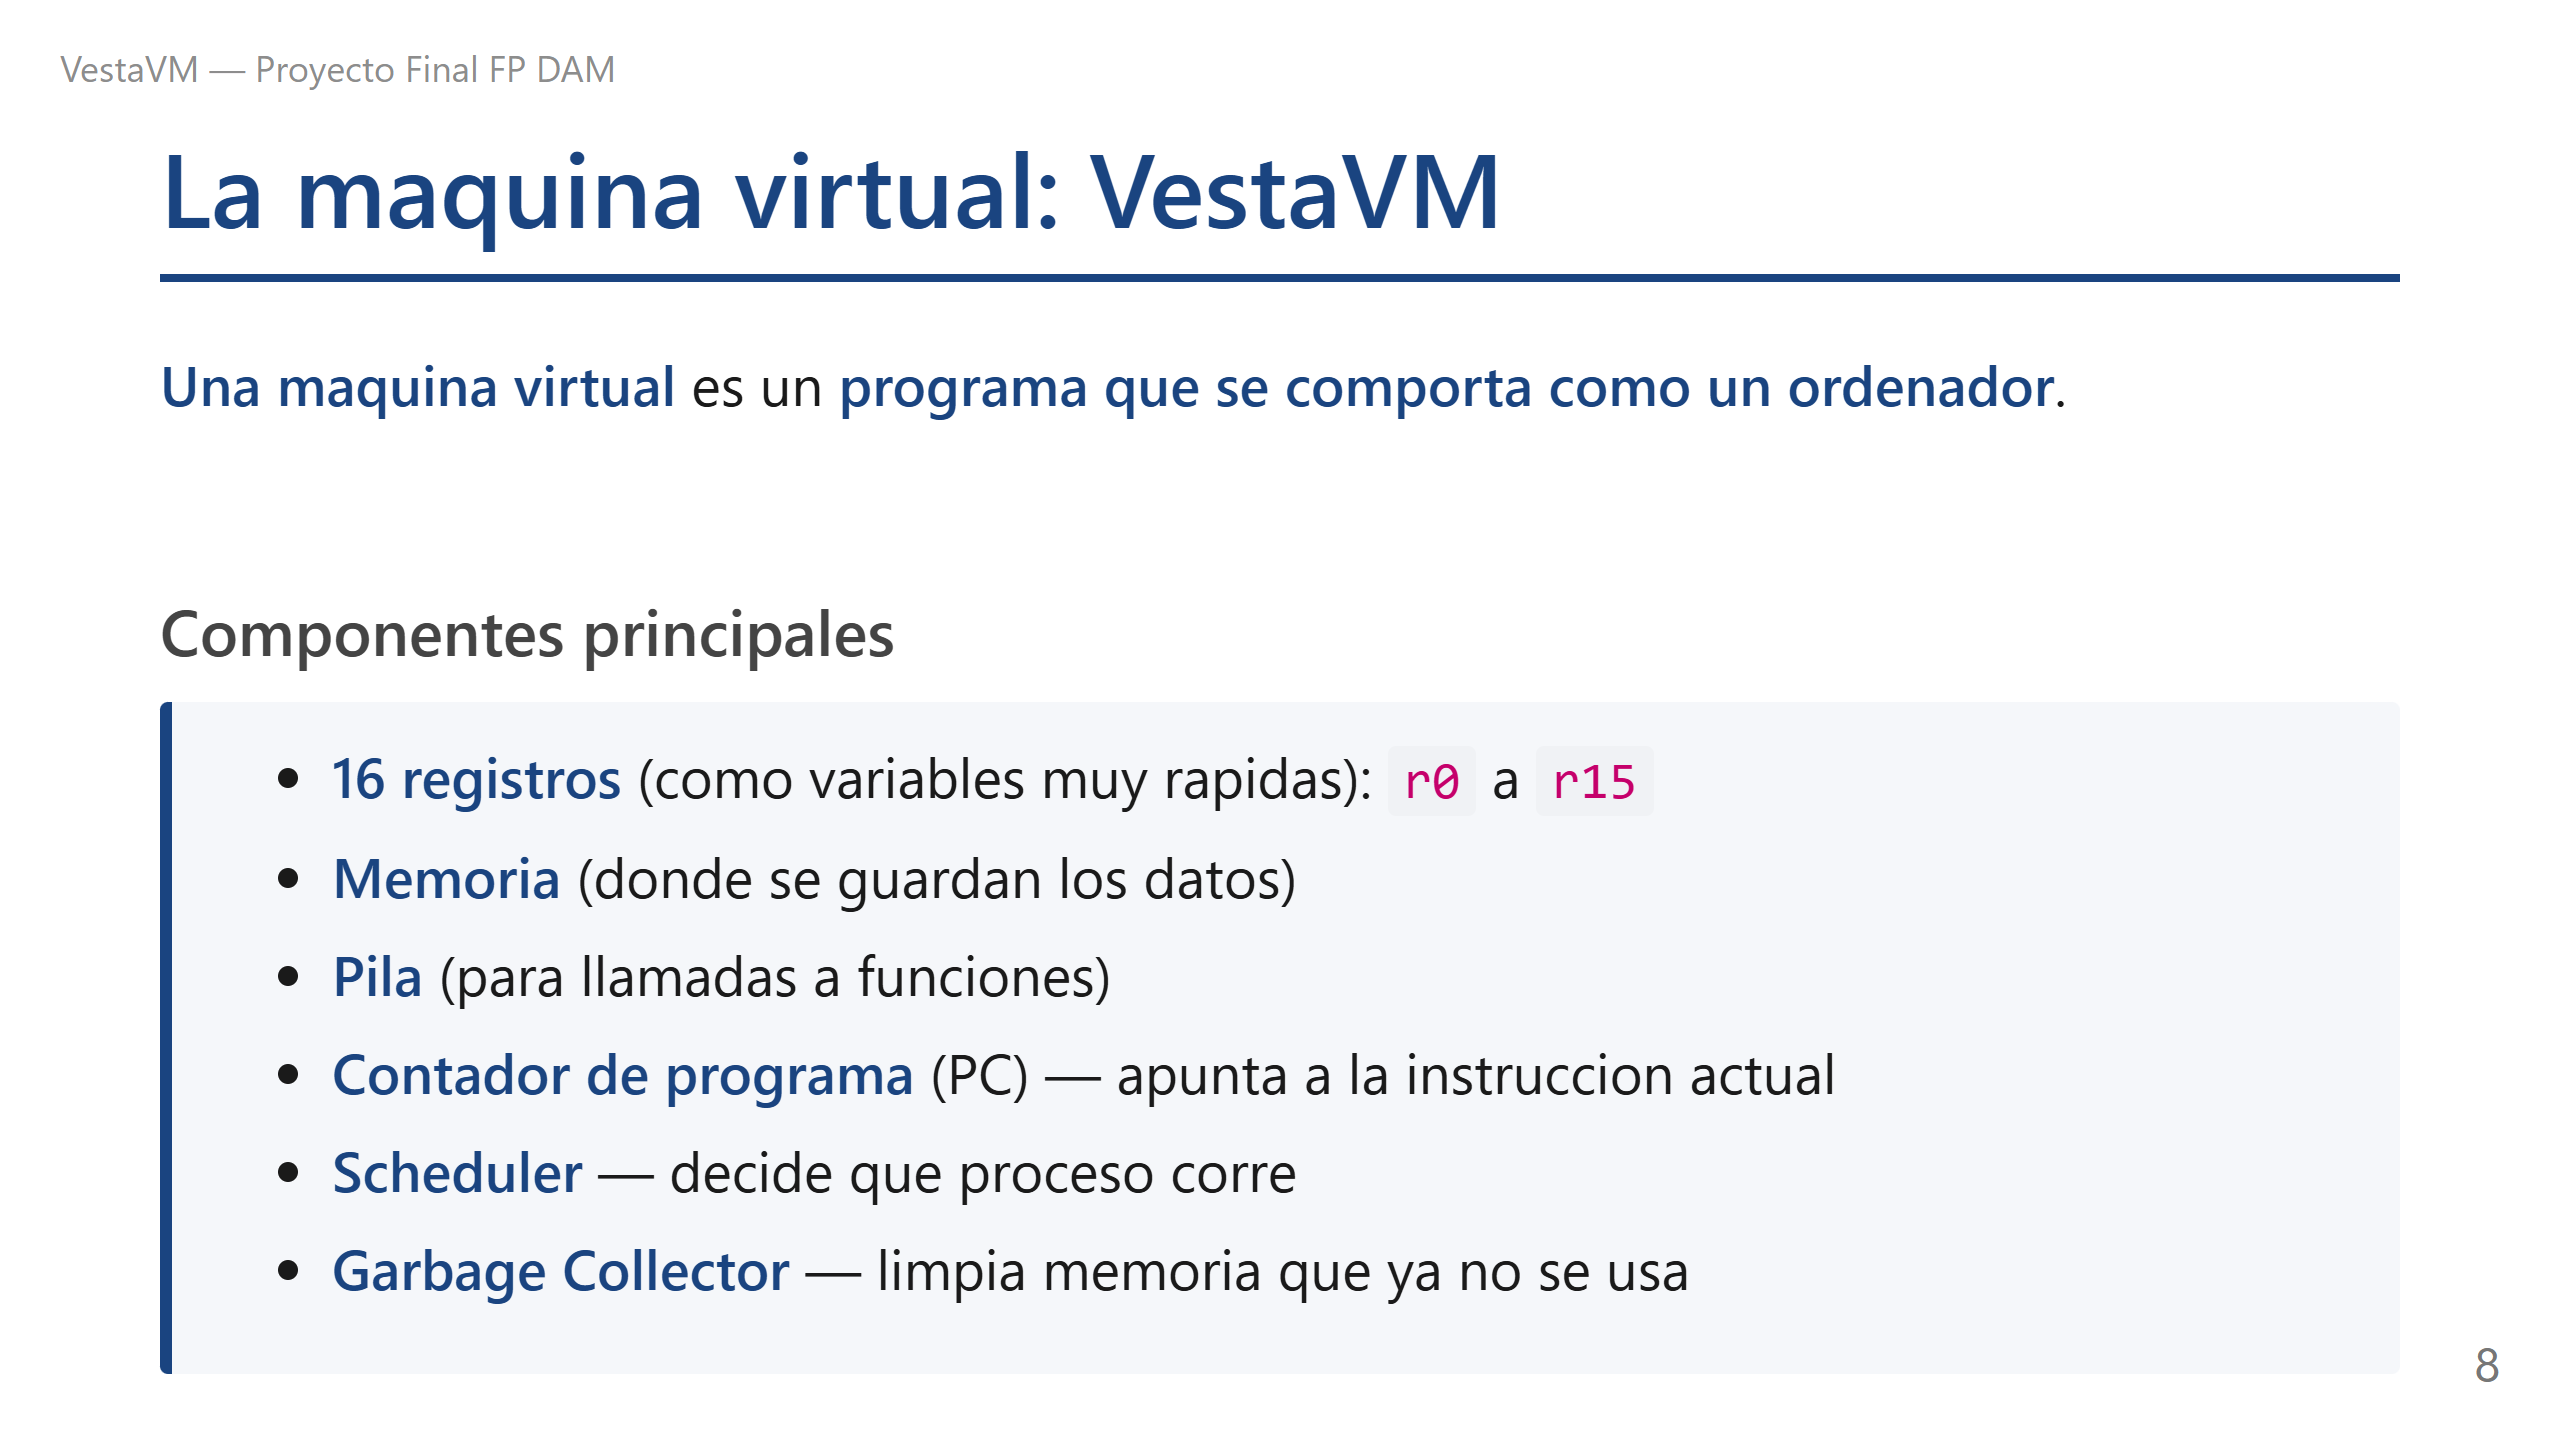 VestaVM — Proyecto Final FP DAM
La maquina virtual: VestaVM
Una maquina virtual es un programa que se comporta como un ordenador.
Componentes principales
• 16 registros (como variables muy rapidas): r0 a r15
• Memoria (donde se guardan los datos)
• Pila (para llamadas a funciones)
• Contador de programa (PC) — apunta a la instruccion actual
• Scheduler — decide que proceso corre
• Garbage Collector — limpia memoria que ya no se usa
8